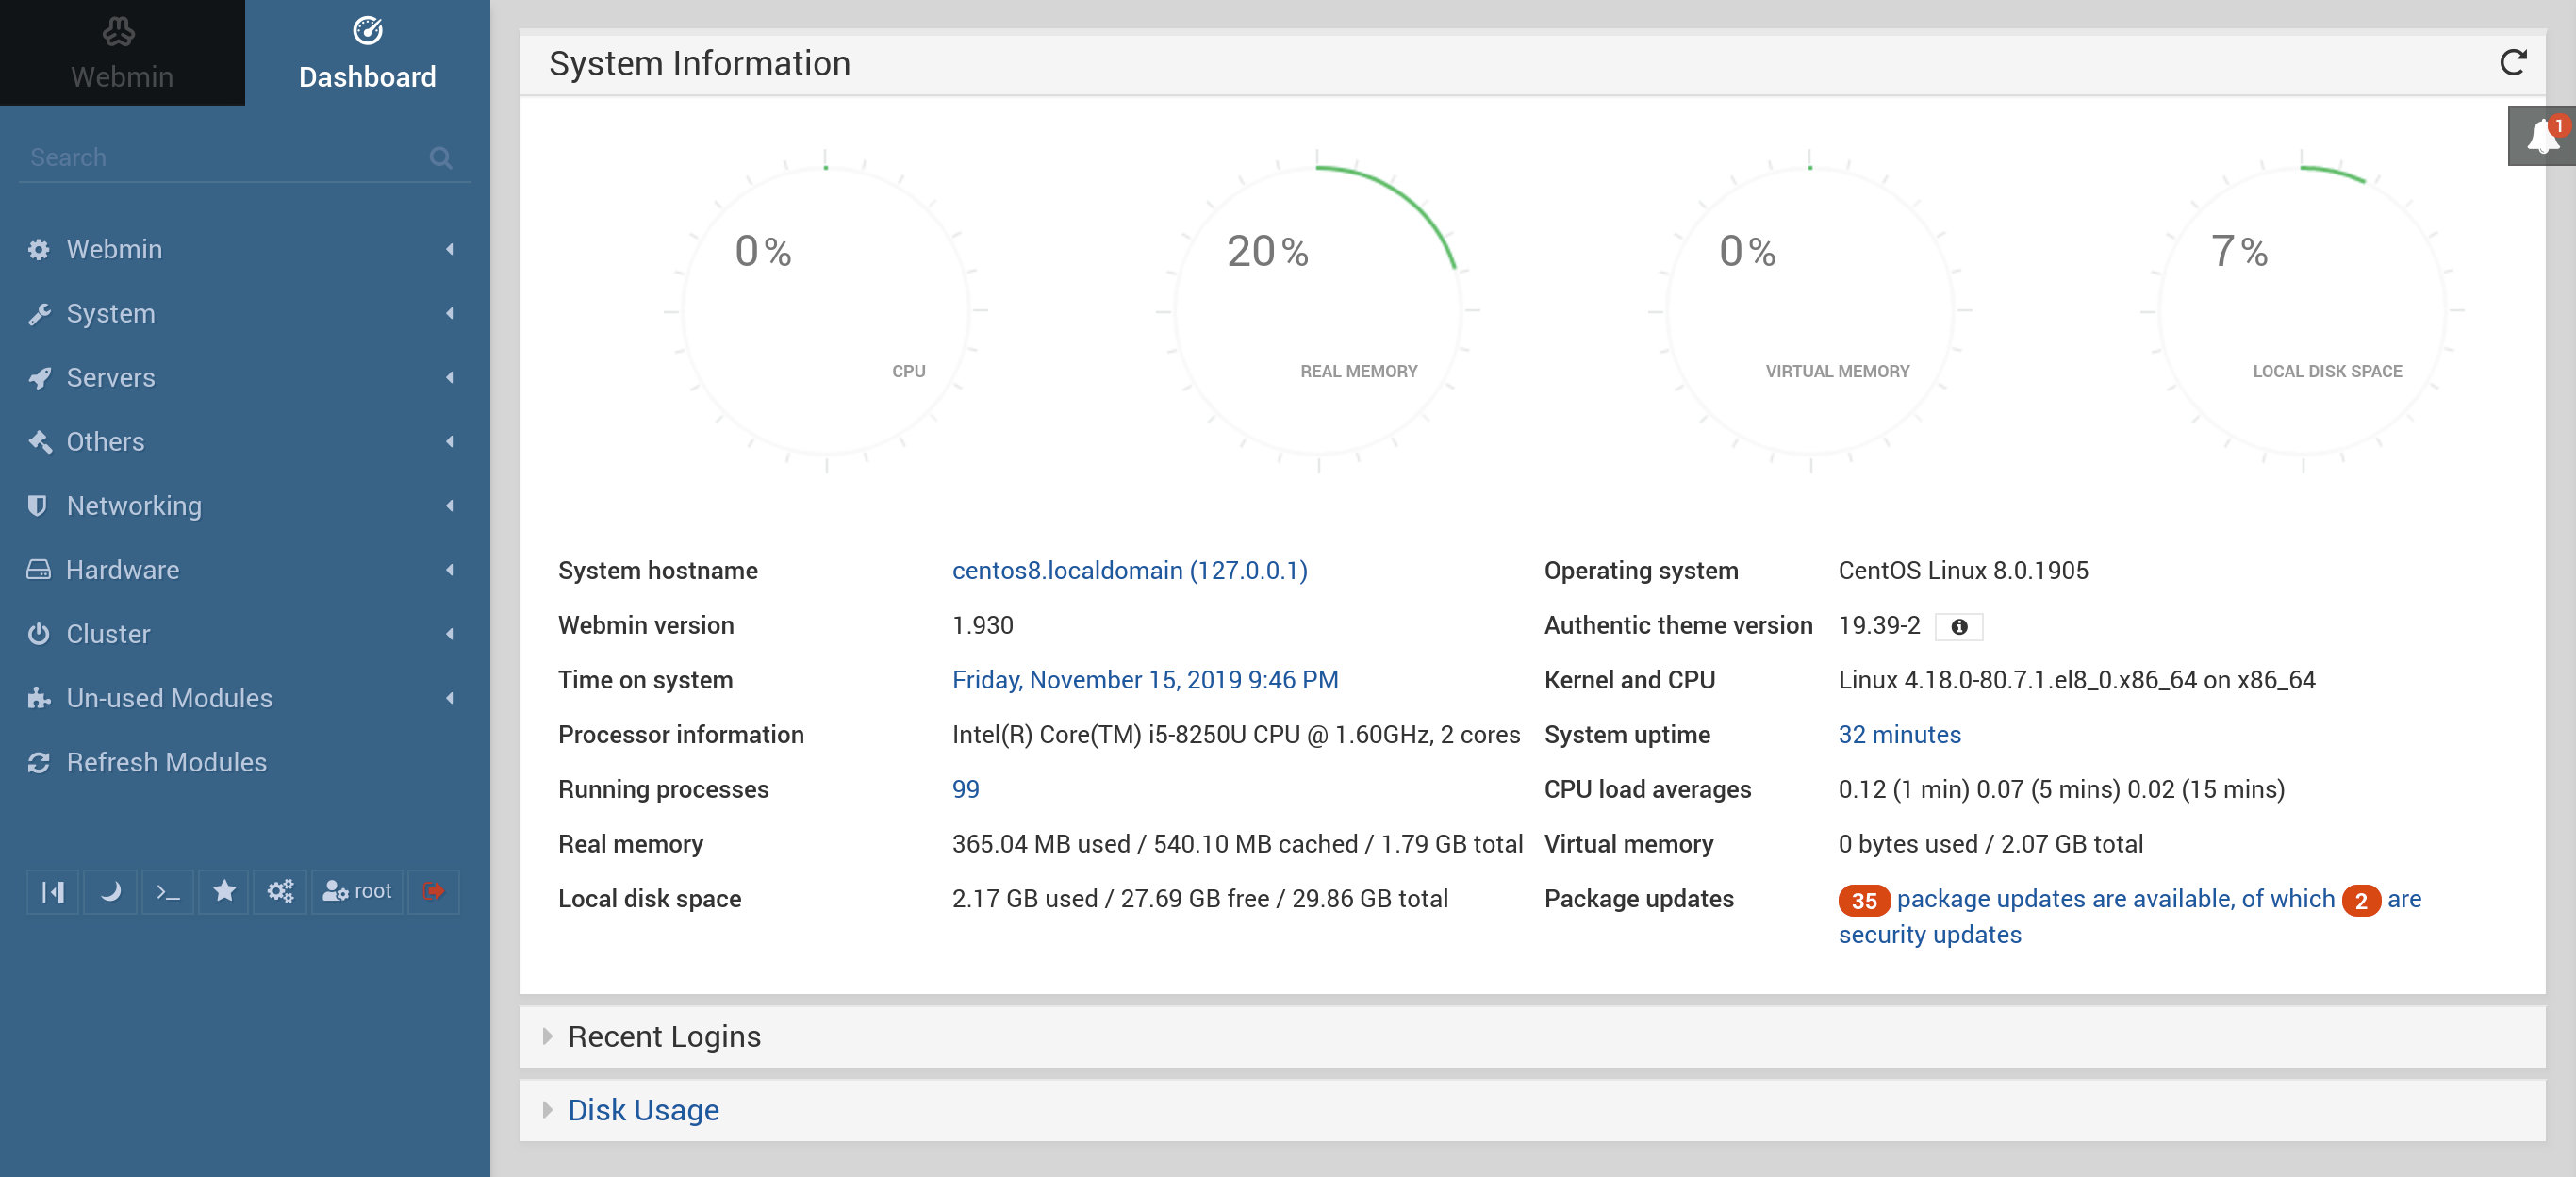 Webmin
Dashboard
Search
Webmin
System
Servers
Others
Networking
Hardware
Cluster
Un-used Modules
Refresh Modules
>_
root
System Information
1
0%
CPU
20%
REAL MEMORY
0%
VIRTUAL MEMORY
7%
LOCAL DISK SPACE
System hostname centos8.localdomain (127.0.0.1) Operating system CentOS Linux 8.0.1905
Webmin version 1.930 Authentic theme version 19.39-2
Time on system Friday, November 15, 2019 9:46 PM Kernel and CPU Linux 4.18.0-80.7.1.el8_0.x86_64 on x86_64
Processor information Intel(R) Core(TM) i5-8250U CPU @ 1.60GHz, 2 cores System uptime 32 minutes
Running processes 99 CPU load averages 0.12 (1 min) 0.07 (5 mins) 0.02 (15 mins)
Real memory 365.04 MB used / 540.10 MB cached / 1.79 GB total Virtual memory 0 bytes used / 2.07 GB total
Local disk space 2.17 GB used / 27.69 GB free / 29.86 GB total Package updates 35 package updates are available, of which 2 are
security updates
Recent Logins
Disk Usage